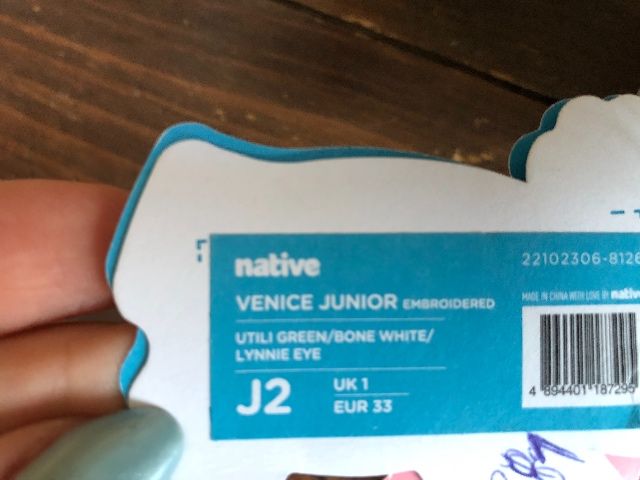 native
22102306-8126
VENICE JUNIOR EMBROIDERED
MADE IN CHINA WITH LOVE BY native
UTILI GREEN/BONE WHITE/
LYNNIE EYE
J2
UK 1
EUR 33
4 894401 187295